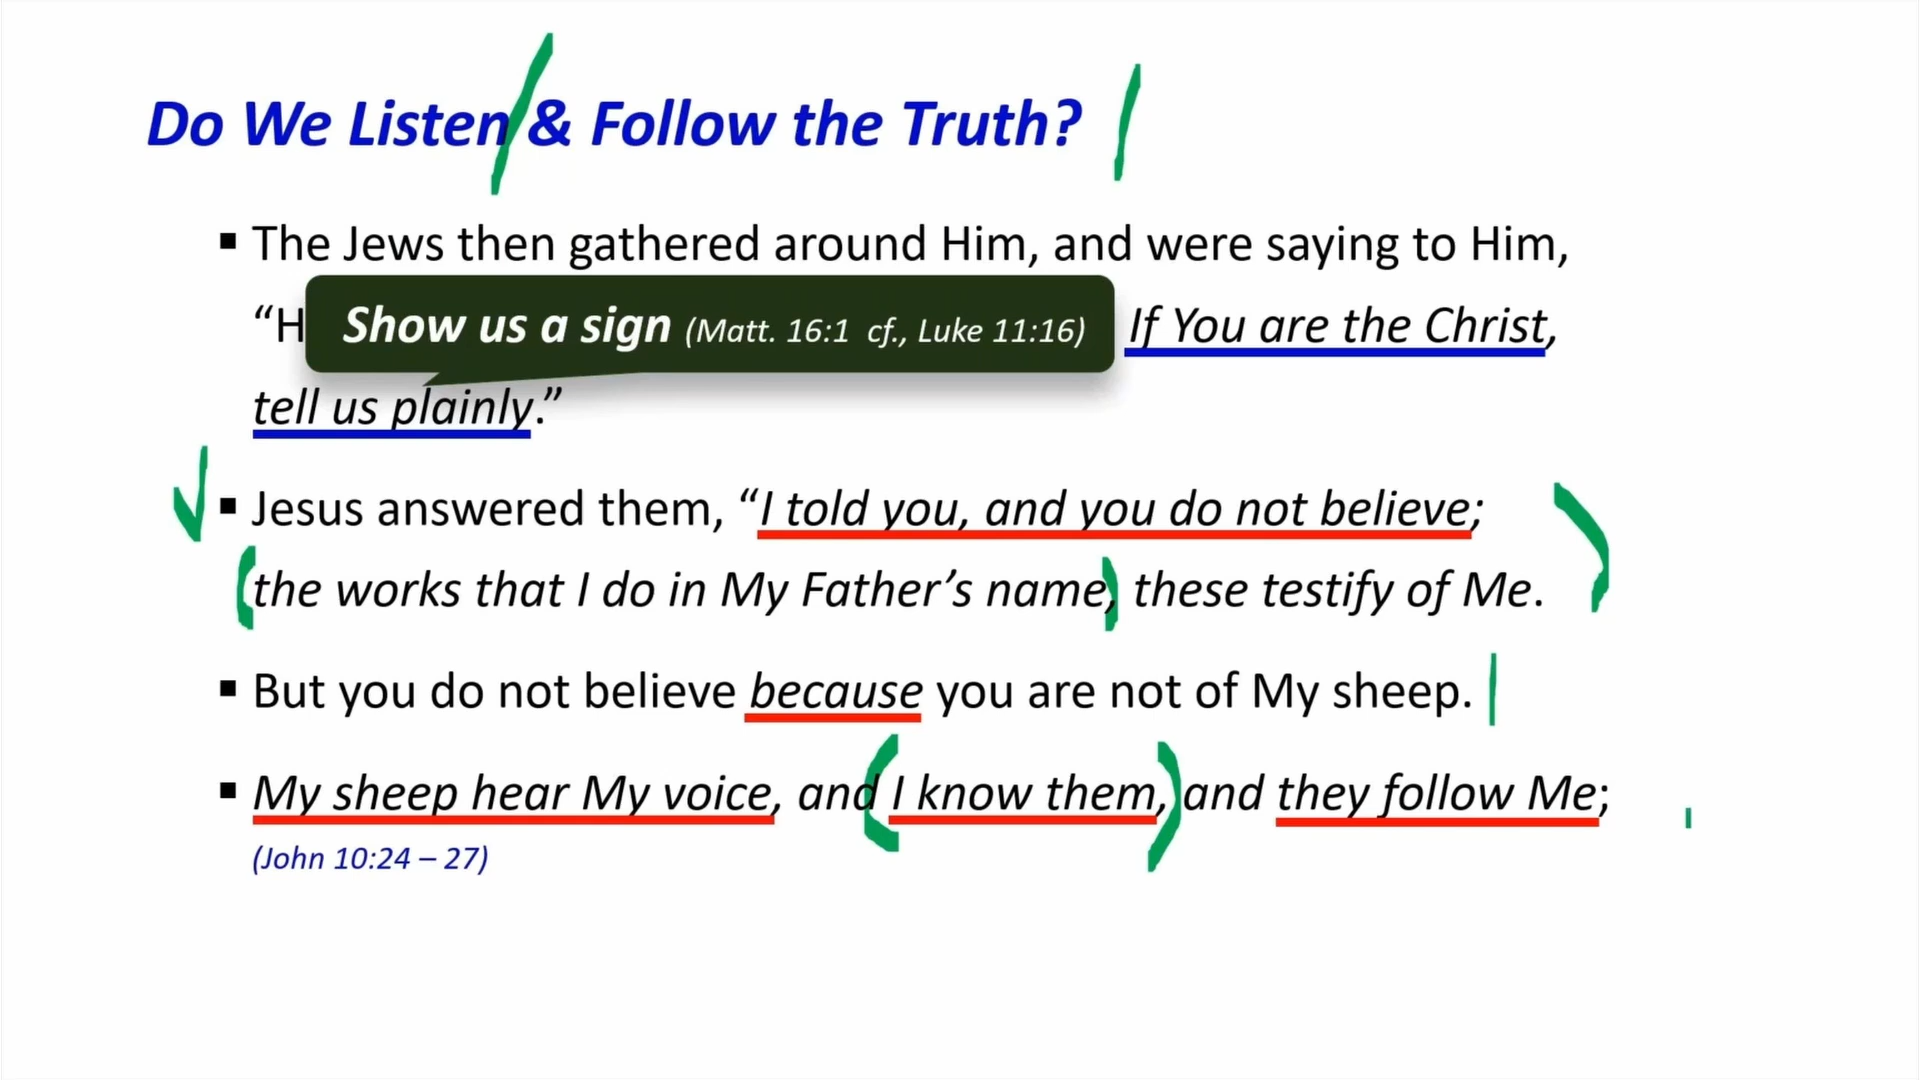 Do We Listen & Follow the Truth?
▪ The Jews then gathered around Him, and were saying to Him,
“H
Show us a sign (Matt. 16:1 cf., Luke 11:16)
If You are the Christ,
tell us plainly.”
▪ Jesus answered them, “I told you, and you do not believe;
the works that I do in My Father’s name, these testify of Me.
▪ But you do not believe because you are not of My sheep.
▪ My sheep hear My voice, and I know them, and they follow Me;
(John 10:24 – 27)